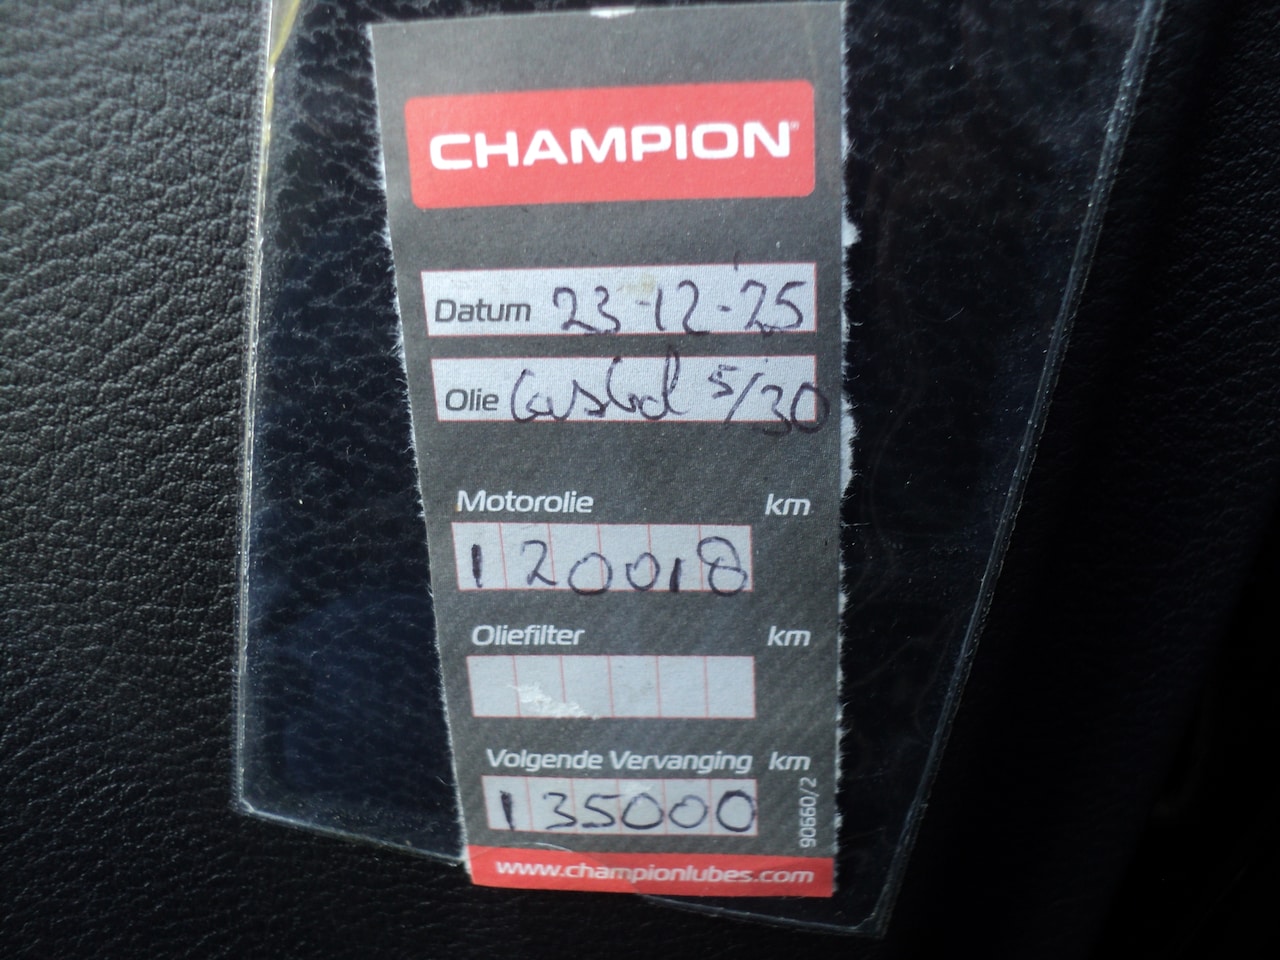 CHAMPION®
Datum 23-12-25
Olie Castrol 5/30
Motorolie km
120018
Oliefilter km
Volgende Vervanging km
135000
90660/2
www.championlubes.com